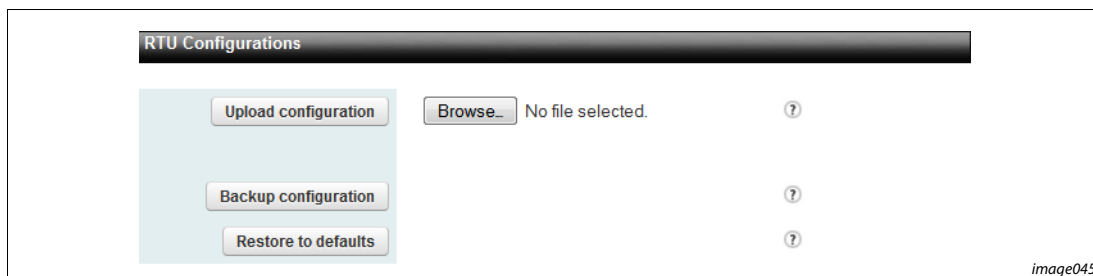 RTU Configurations
Upload configuration Browse… No file selected. ?
Backup configuration ?
Restore to defaults ?
image045